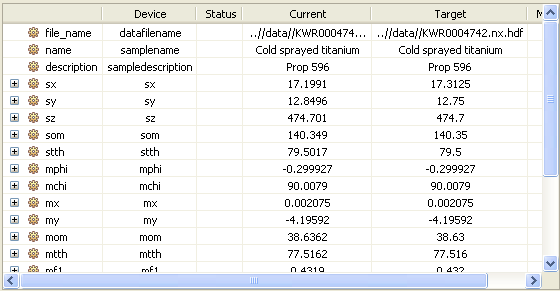 Device Status Current Target M
file_name datafilename ..//data//KWR000474... ..//data//KWR0004742.nx.hdf
name samplename Cold sprayed titanium Cold sprayed titanium
description sampledescription Prop 596 Prop 596
sx sx 17.1991 17.3125
sy sy 12.8496 12.75
sz sz 474.701 474.7
som som 140.349 140.35
stth stth 79.5017 79.5
mphi mphi -0.299927 -0.299927
mchi mchi 90.0079 90.0079
mx mx 0.002075 0.002075
my my -4.19592 -4.19592
mom mom 38.6362 38.63
mtth mtth 77.5162 77.516
mf1 mf1 0.4319 0.432